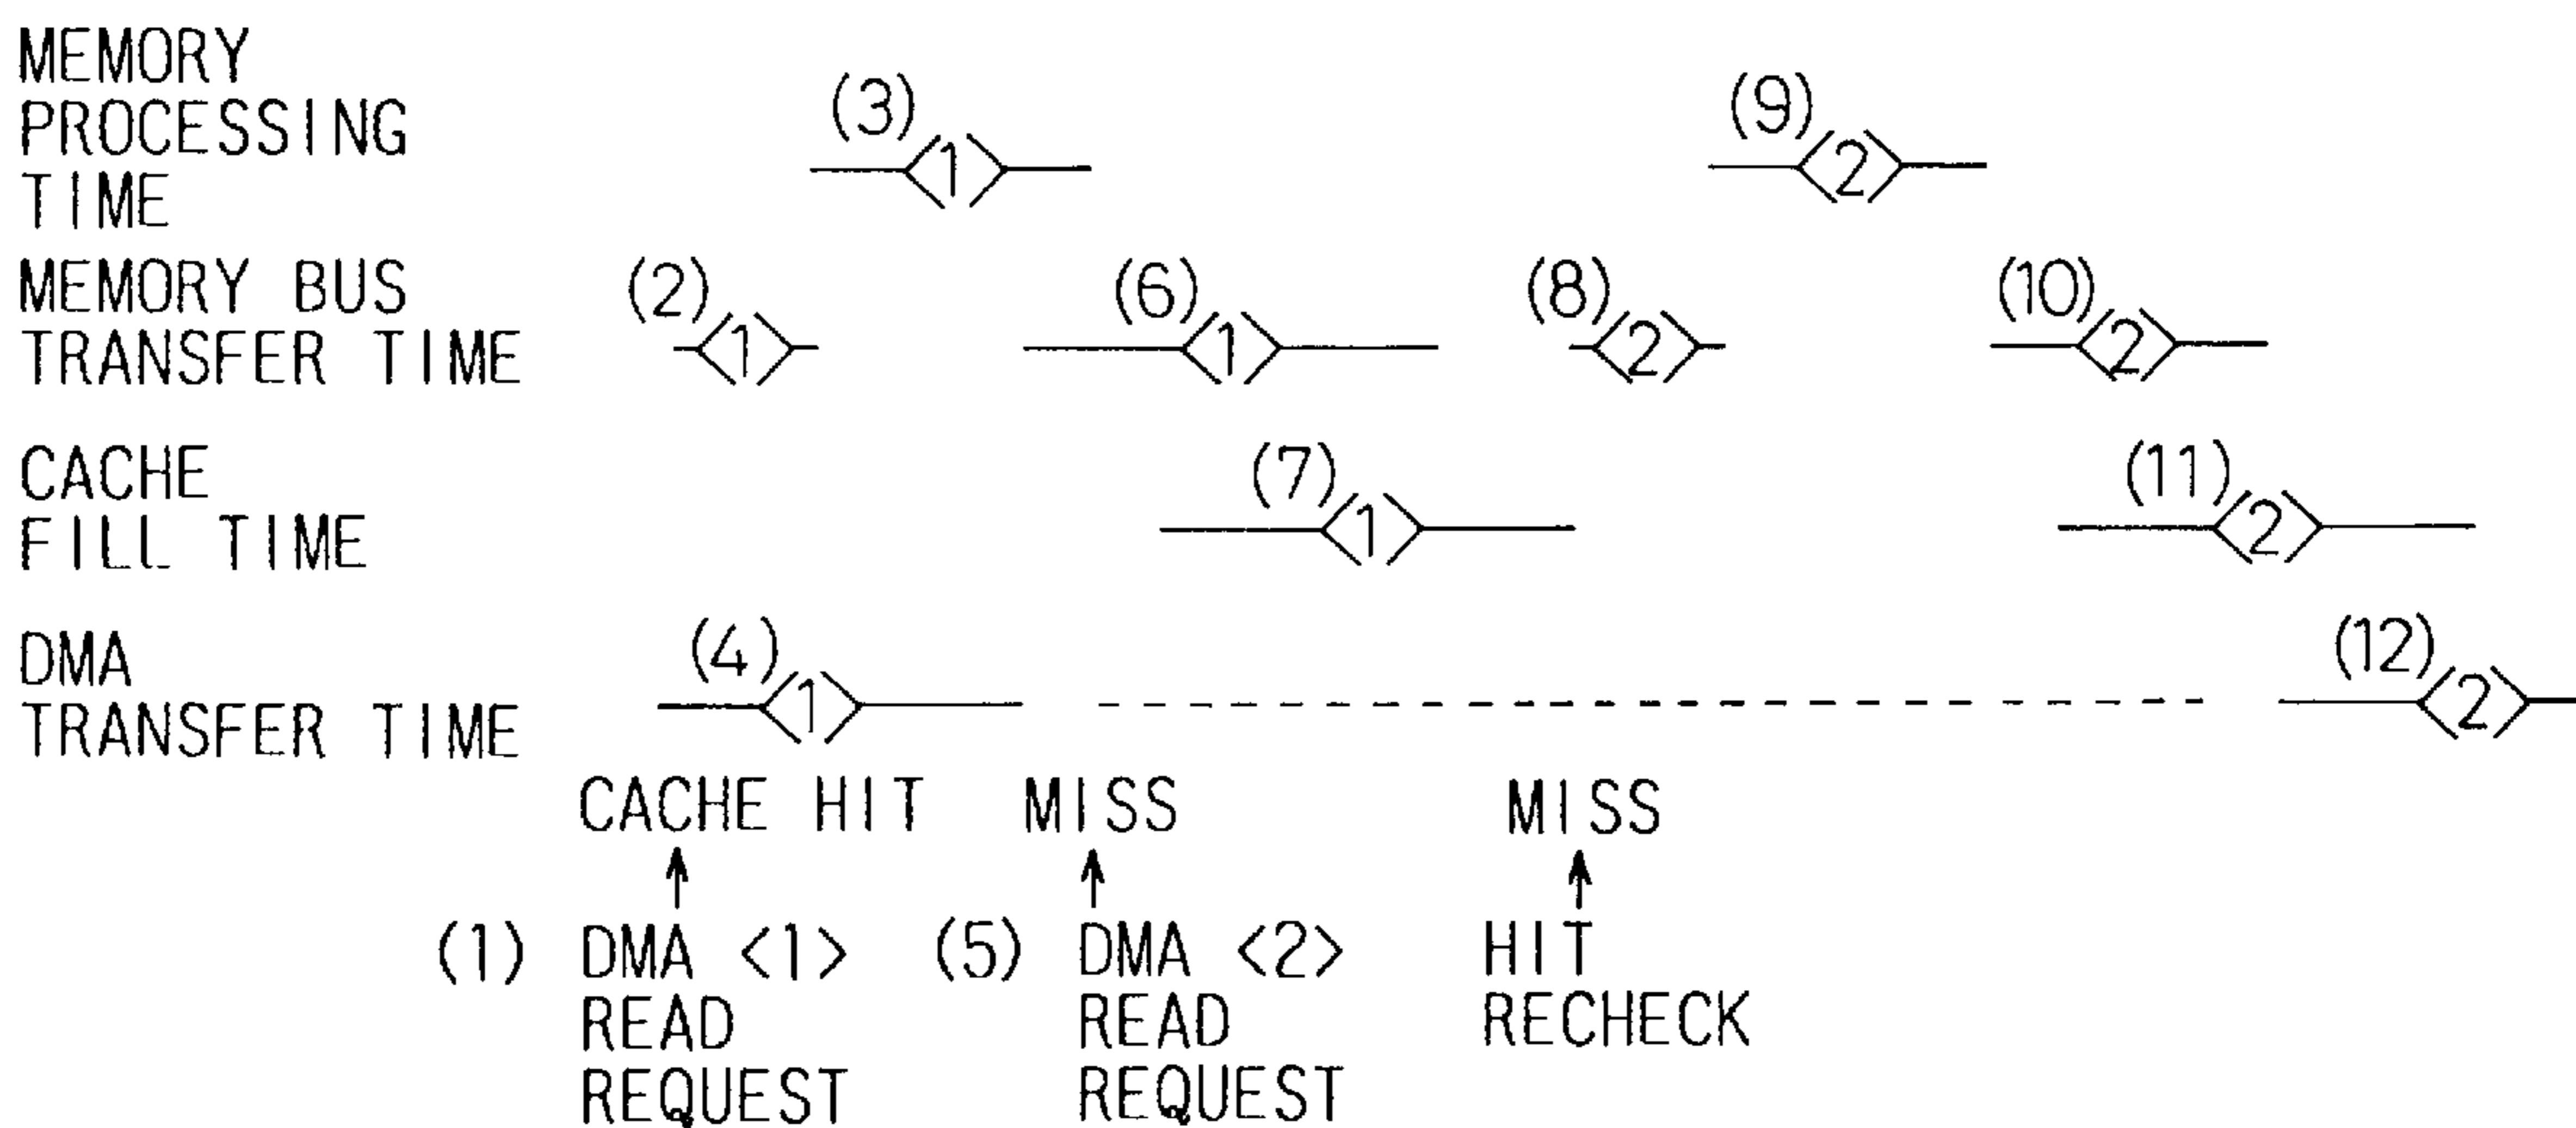 MEMORY
PROCESSING
TIME
(3)
<1>
(9)
<2>
MEMORY BUS
TRANSFER TIME
(2)
<1>
(6)
<1>
(8)
<2>
(10)
<2>
CACHE
FILL TIME
(7)
<1>
(11)
<2>
DMA
TRANSFER TIME
(4)
<1>
(12)
<2>
CACHE HIT
MISS
MISS
(1) DMA <1>
READ
REQUEST
(5) DMA <2>
READ
REQUEST
HIT
RECHECK